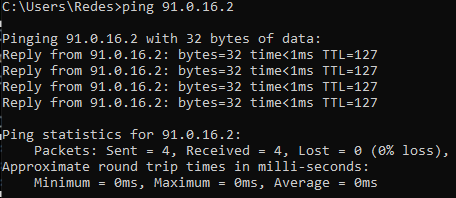 C:\Users\Redes>ping 91.0.16.2
Pinging 91.0.16.2 with 32 bytes of data:
Reply from 91.0.16.2: bytes=32 time<1ms TTL=127
Reply from 91.0.16.2: bytes=32 time<1ms TTL=127
Reply from 91.0.16.2: bytes=32 time<1ms TTL=127
Reply from 91.0.16.2: bytes=32 time<1ms TTL=127
Ping statistics for 91.0.16.2:
    Packets: Sent = 4, Received = 4, Lost = 0 (0% loss),
Approximate round trip times in milli-seconds:
    Minimum = 0ms, Maximum = 0ms, Average = 0ms